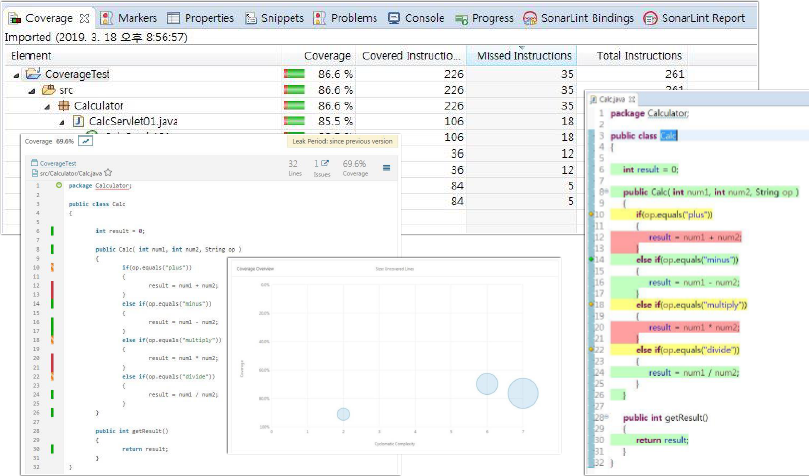 Coverage Markers Properties Snippets Problems Console Progress SonarLint Bindings SonarLint Report
Imported (2019. 3. 18 오후 8:56:57)
Element Coverage Covered Instructio... Missed Instructions Total Instructions
CoverageTest 86.6 % 226 35 261
src 86.6 % 226 35 261
Calculator 86.6 % 226 35
CalcServlet01.java 85.5 % 106 18
106 18
36 12
36 12
84 5
84 5
Coverage 69.6% Leak Period: since previous version
CoverageTest
src/Calculator/Calc.java
32 1 69.6%
Lines Issues Coverage
1 package Calculator;
2
3 public class Calc
4 {
5
6 int result = 0;
7
8 public Calc( int num1, int num2, String op )
9 {
10 if(op.equals("plus"))
11 {
12 result = num1 + num2;
13 }
14 else if(op.equals("minus"))
15 {
16 result = num1 - num2;
17 }
18 else if(op.equals("multiply"))
19 {
20 result = num1 * num2;
21 }
22 else if(op.equals("divide"))
23 {
24 result = num1 / num2;
25 }
26 }
27
28 public int getResult()
29 {
30 return result;
31 }
32 }
Coverage Overview
Coverage
0 1 2 3 4 5 6 7
Cyclomatic Complexity
Calc.java
1 package Calculator;
2
3 public class Calc
4 {
5
6 int result = 0;
7
8 public Calc( int num1, int num2, String op )
9 {
10 if(op.equals("plus"))
11 {
12 result = num1 + num2;
13 }
14 else if(op.equals("minus"))
15 {
16 result = num1 - num2;
17 }
18 else if(op.equals("multiply"))
19 {
20 result = num1 * num2;
21 }
22 else if(op.equals("divide"))
23 {
24 result = num1 / num2;
25 }
26 }
27
28 public int getResult()
29 {
30 return result;
31 }
32 }